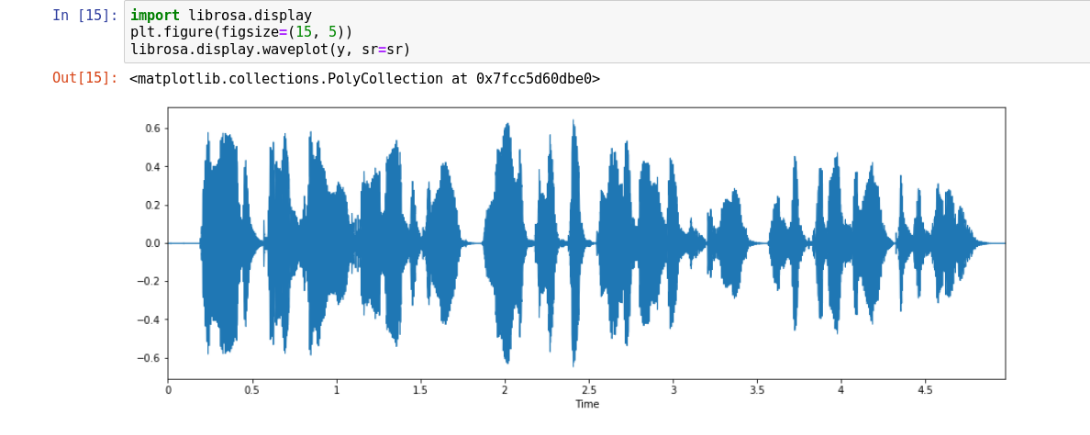 In [15]: import librosa.display
plt.figure(figsize=(15, 5))
librosa.display.waveplot(y, sr=sr)
Out[15]: <matplotlib.collections.PolyCollection at 0x7fcc5d60dbe0>
0.6
0.4
0.2
0.0
−0.2
−0.4
−0.6
0 0.5 1 1.5 2 2.5 3 3.5 4 4.5
Time